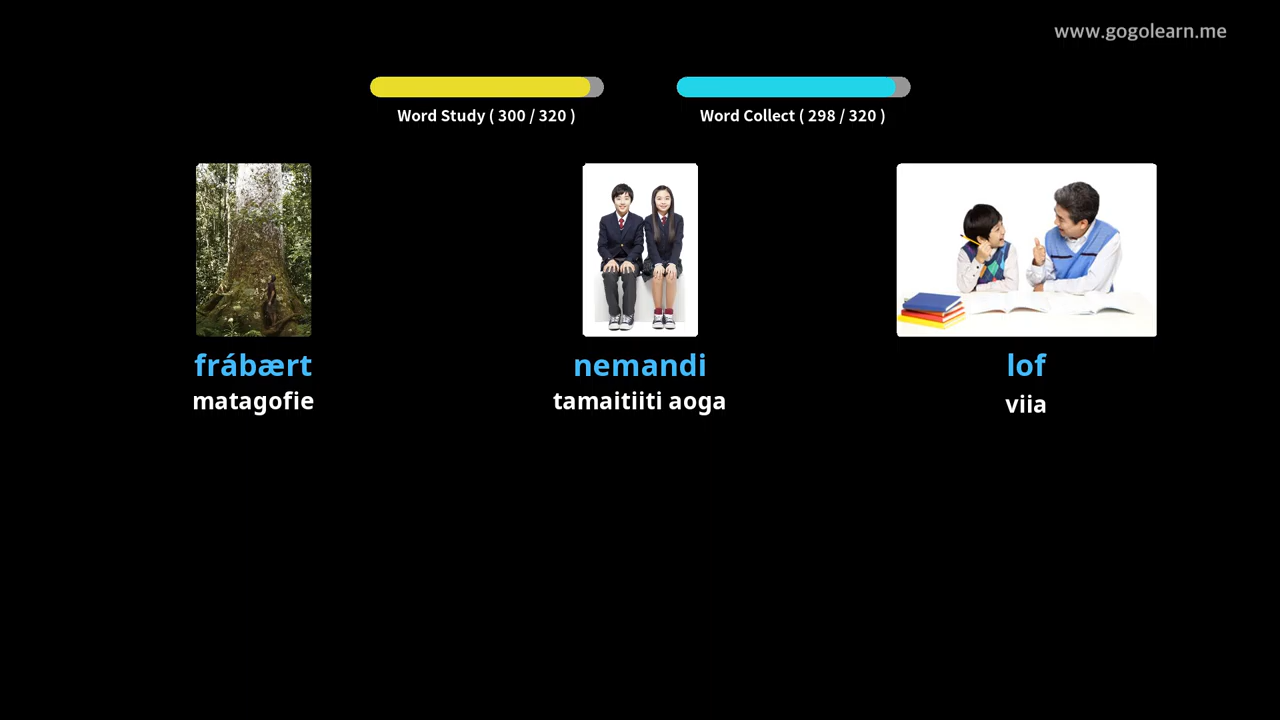 www.gogolearn.me
Word Study ( 300 / 320 )
Word Collect ( 298 / 320 )
frábært
nemandi
lof
matagofie
tamaitiiti aoga
viia